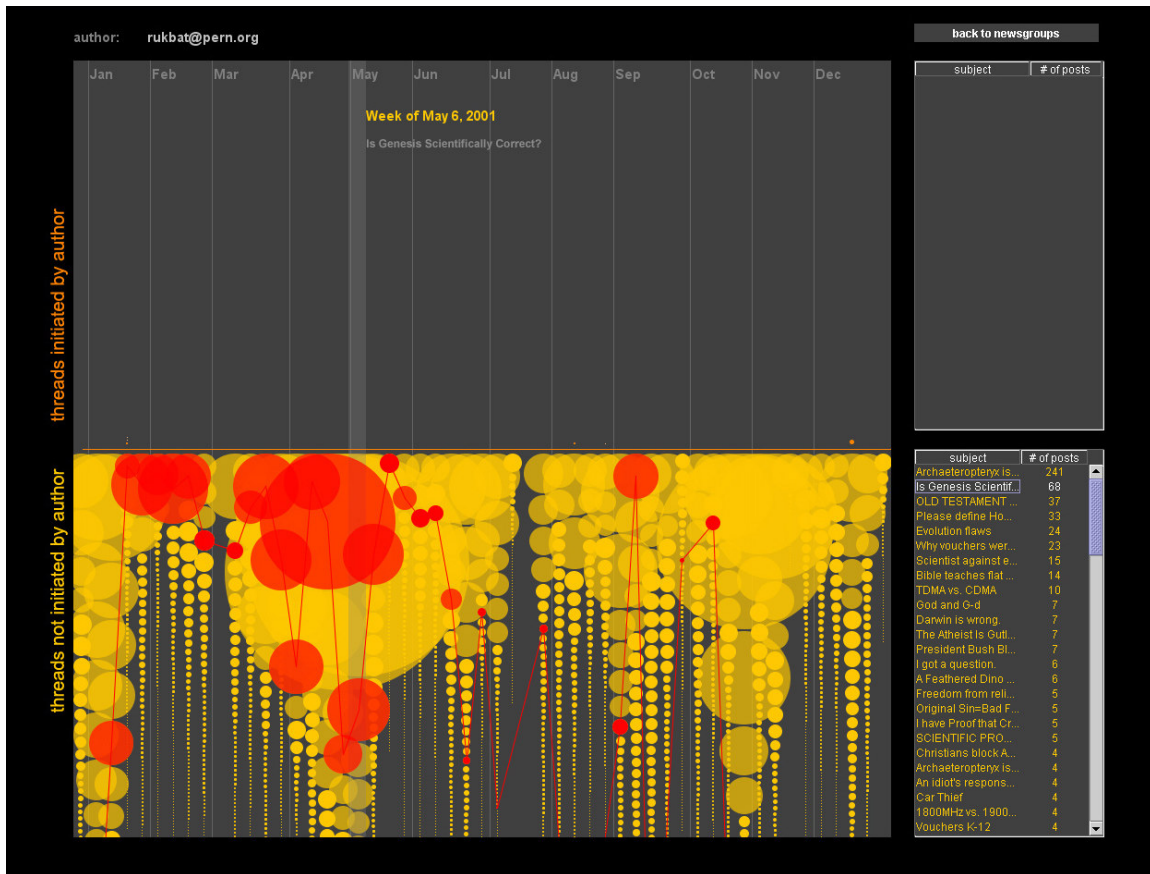 author: rukbat@pern.org
back to newsgroups
Jan Feb Mar Apr May Jun Jul Aug Sep Oct Nov Dec
subject # of posts
Week of May 6, 2001
Is Genesis Scientifically Correct?
threads initiated by author
threads not initiated by author
subject # of posts
Archaeteropteryx is... 241
Is Genesis Scientif... 68
OLD TESTAMENT ... 37
Please define Ho... 33
Evolution flaws 24
Why vouchers wer... 23
Scientist against e... 15
Bible teaches flat ... 14
TDMA vs. CDMA 10
God and G-d 7
Darwin is wrong. 7
The Atheist Is Gutl... 7
President Bush Bl... 7
I got a question. 6
A Feathered Dino ... 6
Freedom from reli... 5
Original Sin=Bad F... 5
I have Proof that Cr... 5
SCIENTIFIC PRO... 5
Christians block A... 4
Archaeteropteryx is... 4
An idiot's respons... 4
Car Thief 4
1800MHz vs. 1900... 4
Vouchers K-12 4